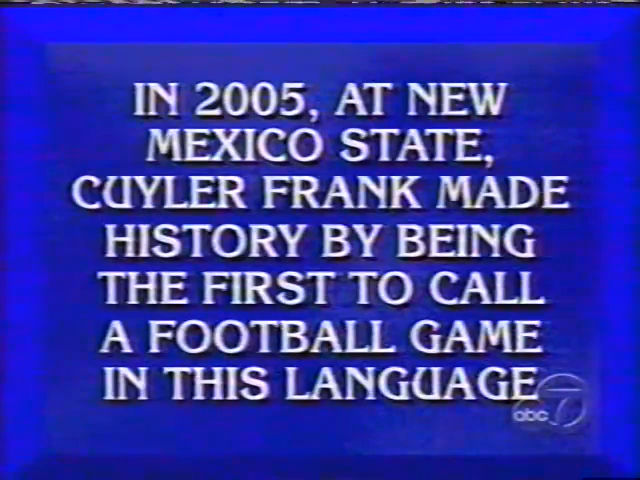 IN 2005, AT NEW
MEXICO STATE,
CUYLER FRANK MADE
HISTORY BY BEING
THE FIRST TO CALL
A FOOTBALL GAME
IN THIS LANGUAGE
abc 7